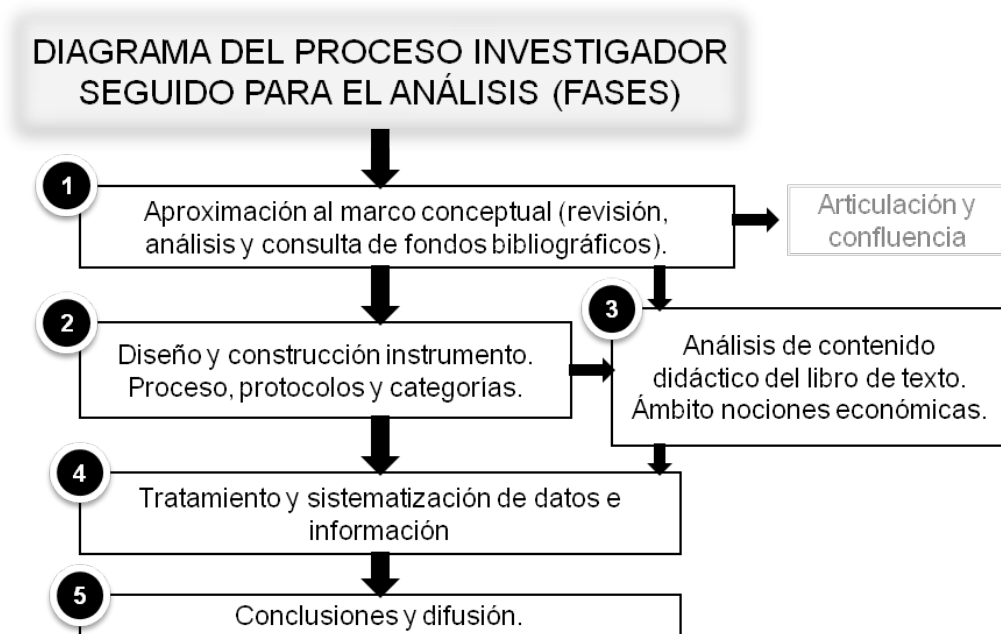 DIAGRAMA DEL PROCESO INVESTIGADOR
SEGUIDO PARA EL ANÁLISIS (FASES)
1
Aproximación al marco conceptual (revisión,
análisis y consulta de fondos bibliográficos).
Articulación y
confluencia
2
Diseño y construcción instrumento.
Proceso, protocolos y categorías.
3
Análisis de contenido
didáctico del libro de texto.
Ámbito nociones económicas.
4
Tratamiento y sistematización de datos e
información
5
Conclusiones y difusión.